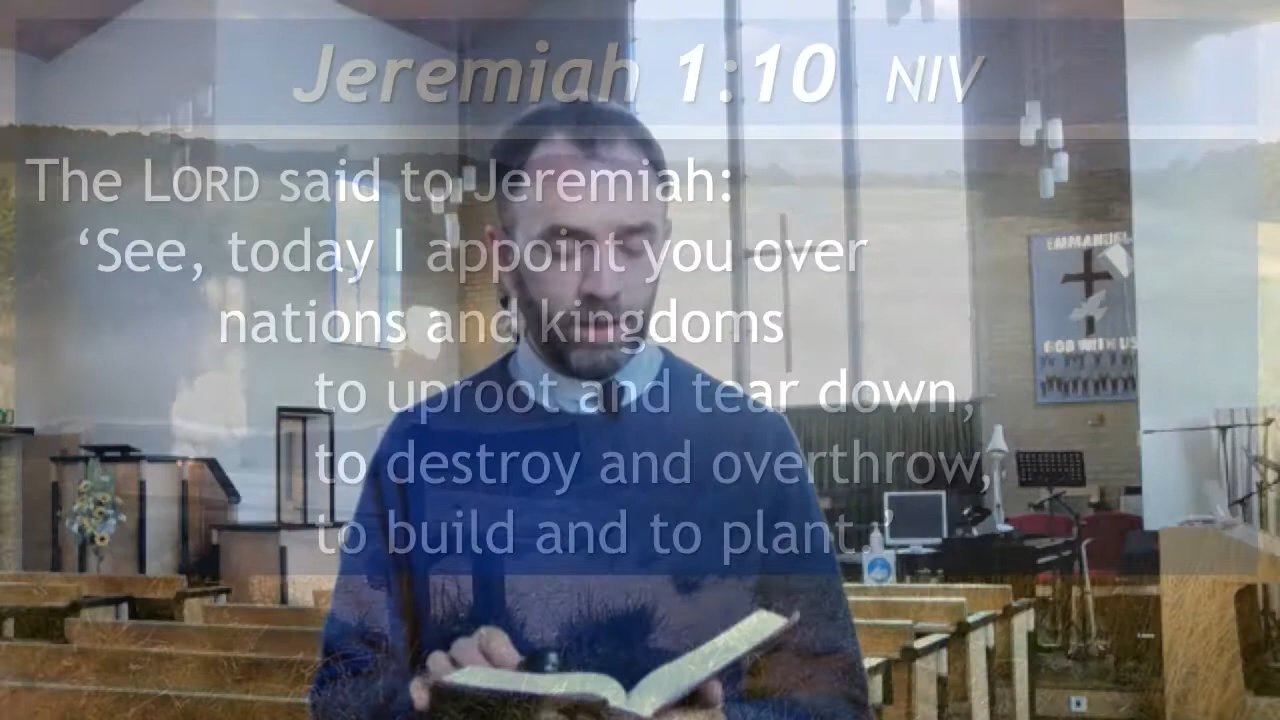 Jeremiah 1:10 NIV
The LORD said to Jeremiah:
‘See, today I appoint you over
nations and kingdoms
to uproot and tear down,
to destroy and overthrow,
to build and to plant.’
EMMANUEL
GOD WITH US